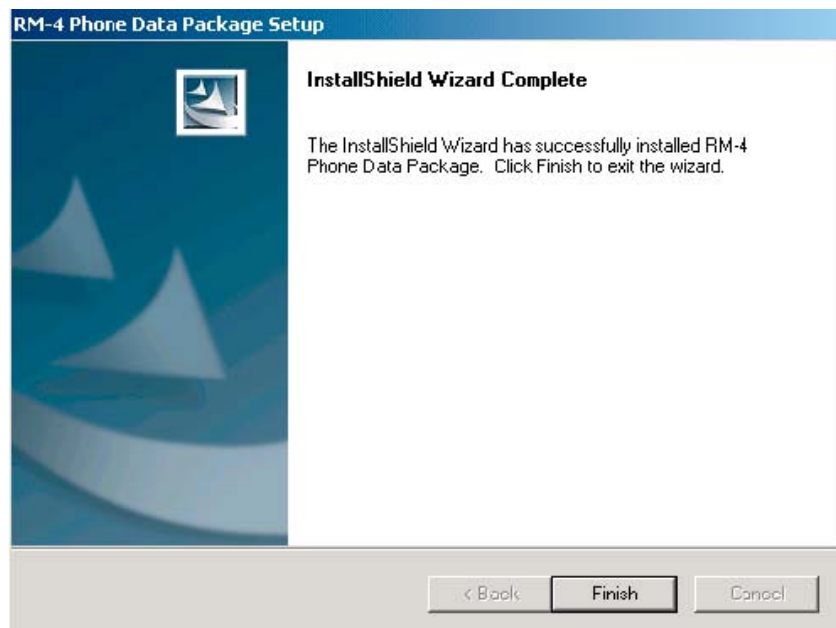 RM-4 Phone Data Package Setup
InstallShield Wizard Complete
The InstallShield Wizard has successfully installed RM-4
Phone Data Package. Click Finish to exit the wizard.
< Back
Finish
Cancel